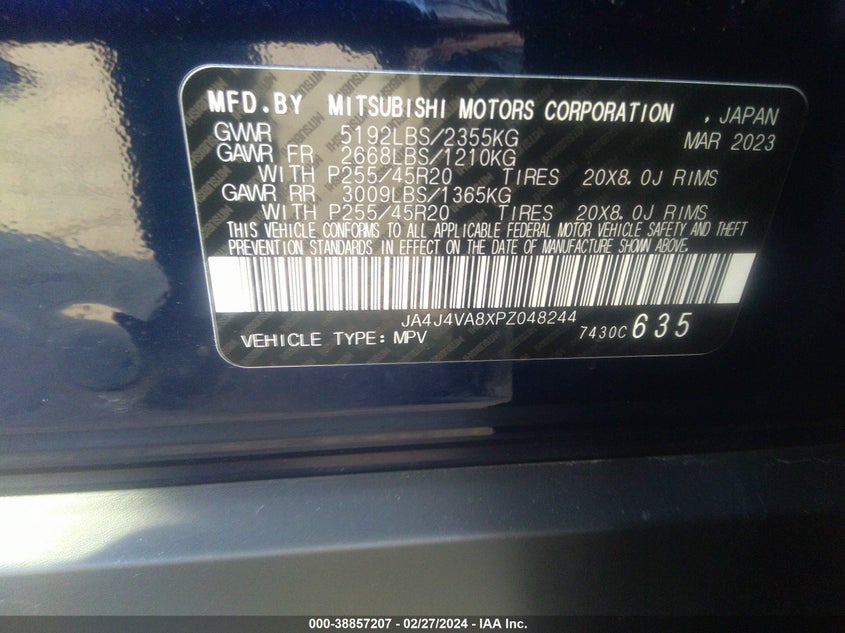 MFD.BY MITSUBISHI MOTORS CORPORATION , JAPAN
GVWR 5192LBS/2355KG MAR 2023
GAWR FR 2668LBS/1210KG
WITH P255/45R20 TIRES 20X8.0J RIMS
GAWR RR 3009LBS/1365KG
WITH P255/45R20 TIRES 20X8.0J RIMS
THIS VEHICLE CONFORMS TO ALL APPLICABLE FEDERAL MOTOR VEHICLE SAFETY AND THEFT
PREVENTION STANDARDS IN EFFECT ON THE DATE OF MANUFACTURE SHOWN ABOVE.
JA4J4VA8XPZ048244
VEHICLE TYPE: MPV 7430C 635
000-38857207 - 02/27/2024 - IAA Inc.